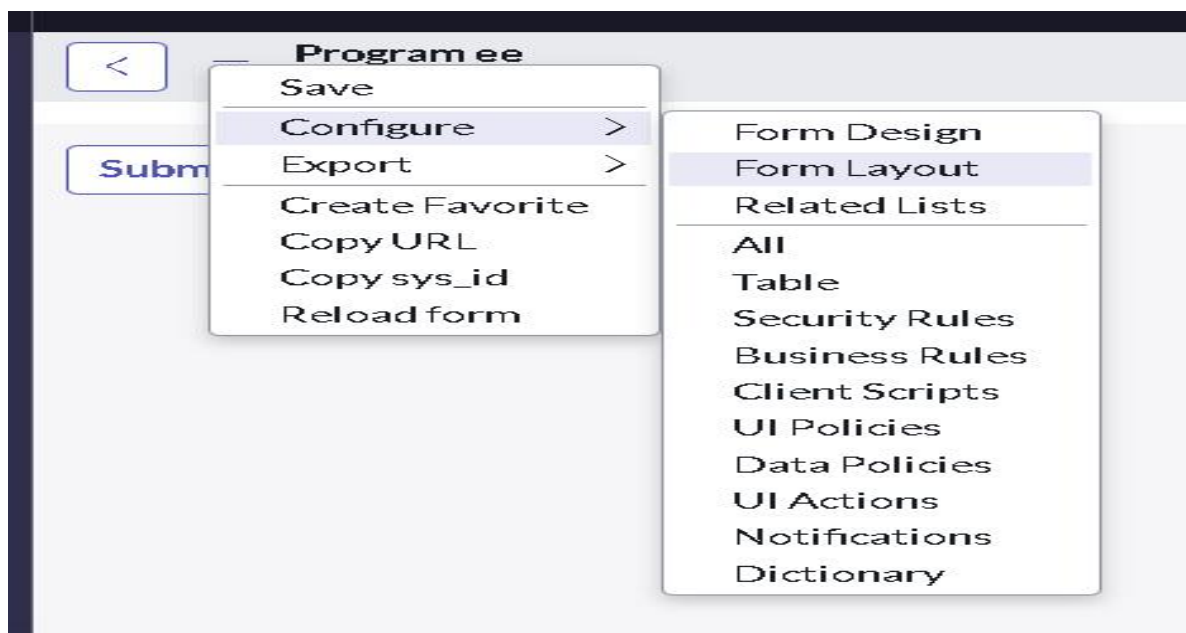 <
Program ee
Subm
Save
Configure >
Export >
Create Favorite
Copy URL
Copy sys_id
Reload form
Form Design
Form Layout
Related Lists
All
Table
Security Rules
Business Rules
Client Scripts
UI Policies
Data Policies
UI Actions
Notifications
Dictionary